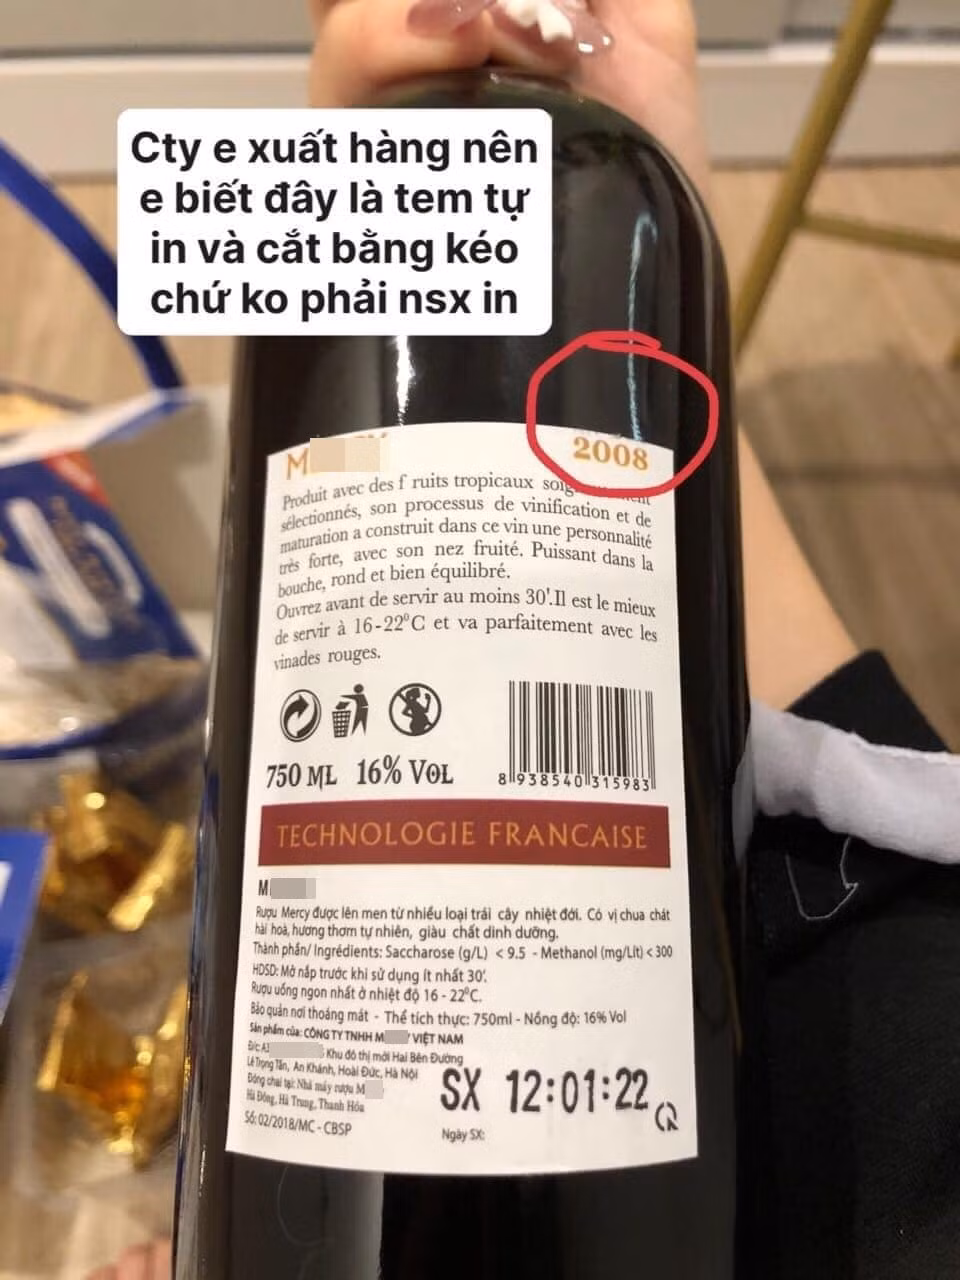 Cty e xuất hàng nên
e biết đây là tem tự
in và cắt bằng kéo
chứ ko phải nsx in
2008
Produit avec des f ruits tropicaux
sélectionnés, son processus de vinification et de
maturation a construit dans ce vin une personnalité
très forte, avec son nez fruité. Puissant dans la
bouche, rond et bien équilibré.
Ouvrez avant de servir au moins 30'.Il est le mieux
de servir à 16-22°C et va parfaitement avec les
vinades rouges.
750 ML 16% VOL
8 938540 315983
TECHNOLOGIE FRANCAISE
Rượu Mercy được lên men từ nhiều loại trái cây nhiệt đới. Có vị chua chát
hài hoà, hương thơm tự nhiên, giàu chất dinh dưỡng.
Thành phần/ Ingrédients: Saccharose (g/L) < 9.5 - Methanol (mg/Lit) < 300
HDSD: Mở nắp trước khi sử dụng ít nhất 30'.
Rượu uống ngon nhất ở nhiệt độ 16 - 22°C.
Bảo quản nơi thoáng mát - Thể tích thực: 750ml - Nồng độ: 16% Vol
Sản phẩm của: CÔNG TY TNHH M VIỆT NAM
Đ/c: Khu đô thị mới Hai Bên Đường
Lê Trọng Tấn, An Khánh, Hoài Đức, Hà Nội
Đóng chai tại: Nhà máy rượu M
Hà Đông, Hà Trung, Thanh Hóa
Số: 02/2018/MC - CBSP
SX 12:01:22
Ngày SX: